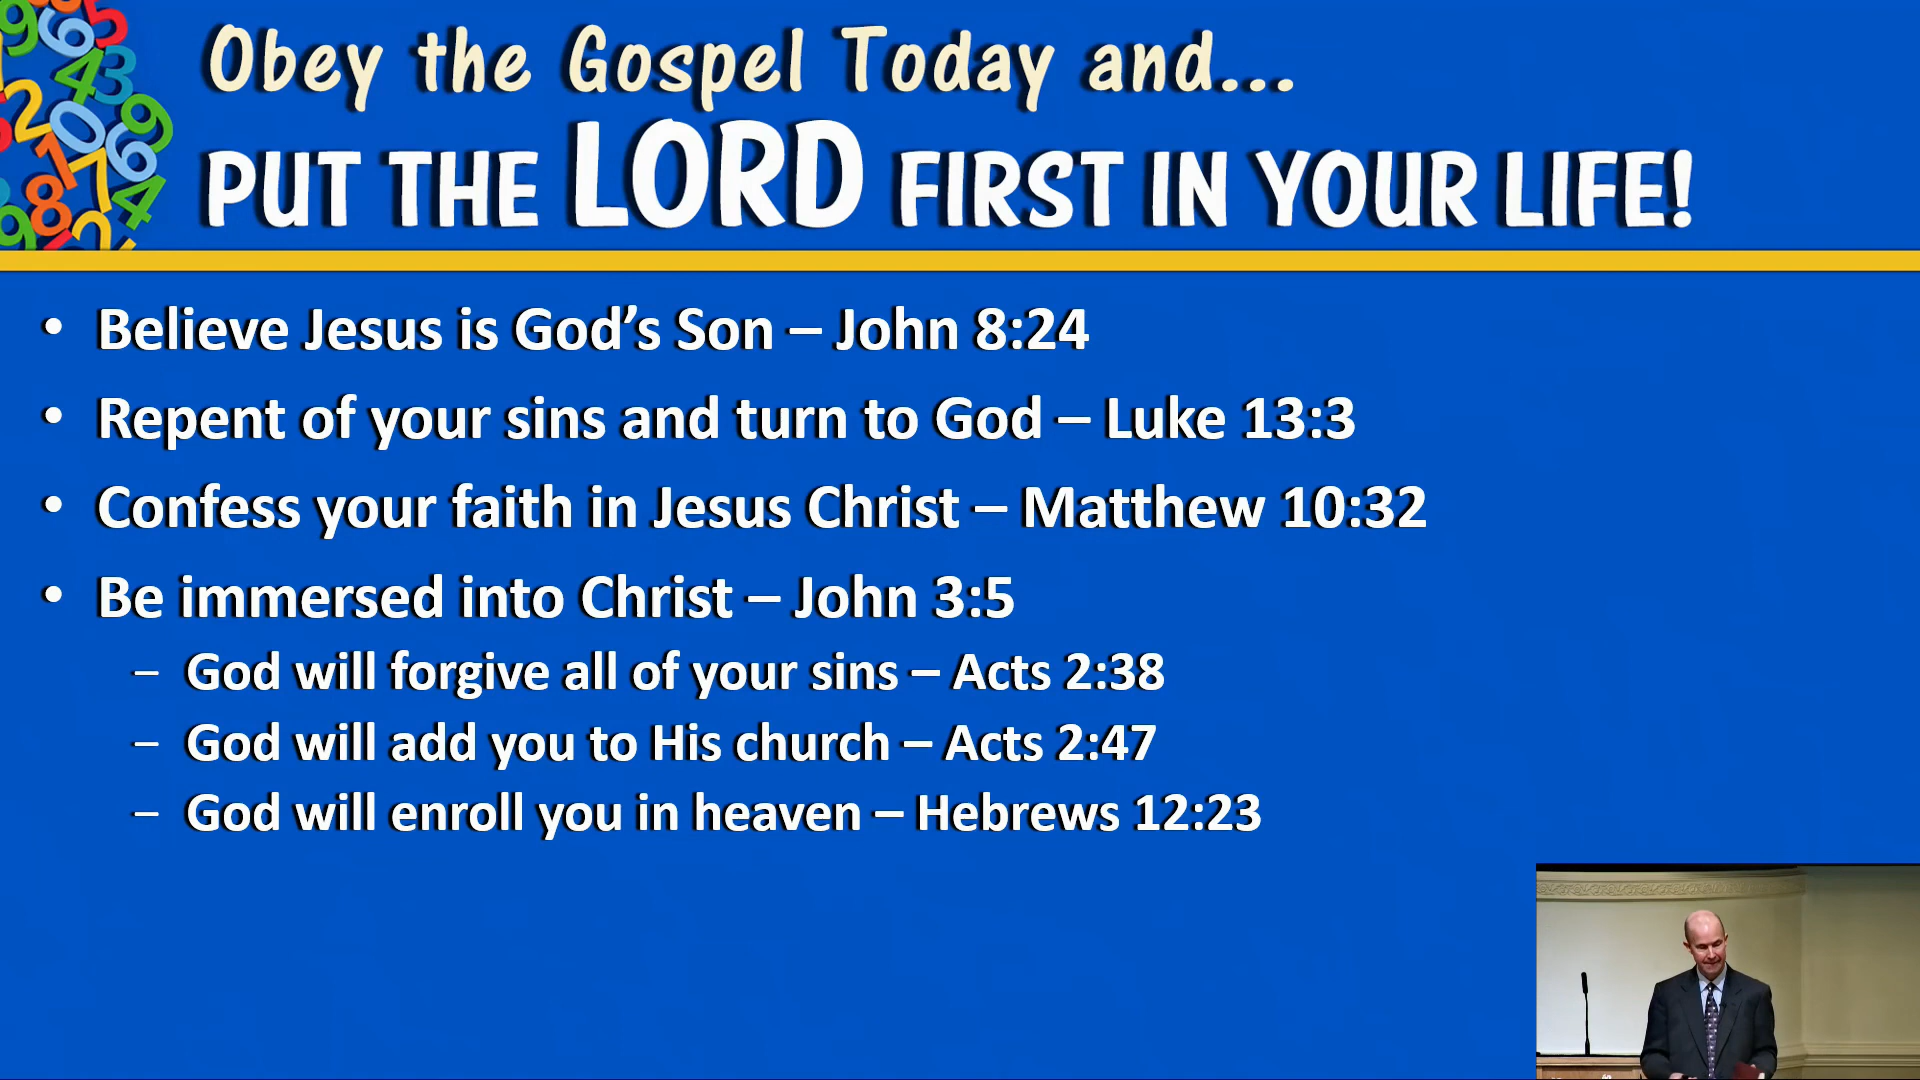 Obey the Gospel Today and...
PUT THE LORD FIRST IN YOUR LIFE!
• Believe Jesus is God’s Son – John 8:24
• Repent of your sins and turn to God – Luke 13:3
• Confess your faith in Jesus Christ – Matthew 10:32
• Be immersed into Christ – John 3:5
– God will forgive all of your sins – Acts 2:38
– God will add you to His church – Acts 2:47
– God will enroll you in heaven – Hebrews 12:23